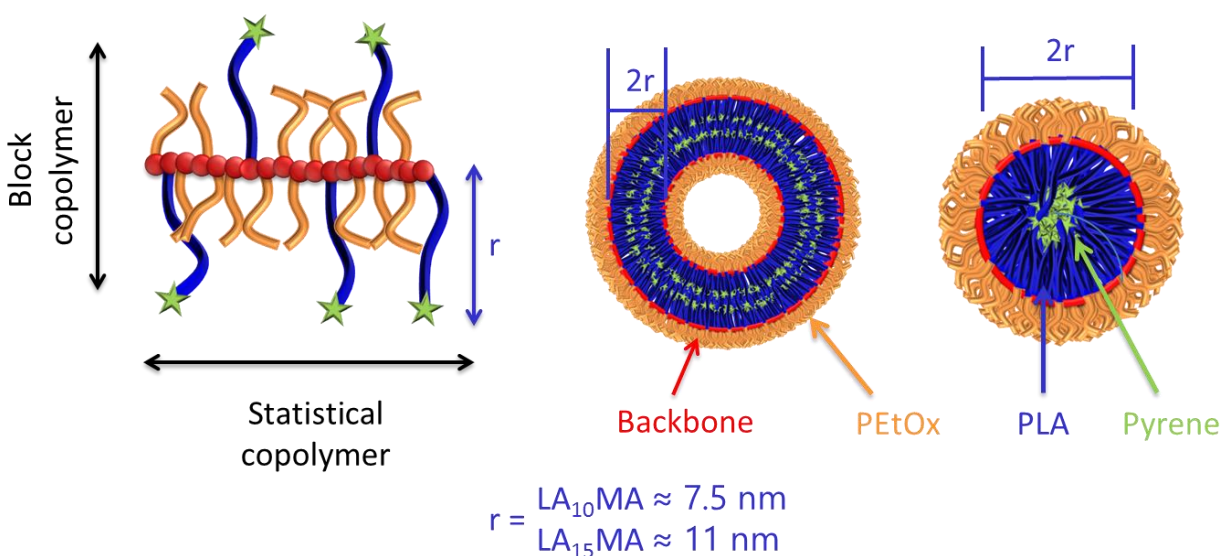 Block
copolymer
r
Statistical
copolymer
2r
2r
Backbone
PEtOx
PLA
Pyrene
r = LA₁₀MA ≈ 7.5 nm
LA₁₅MA ≈ 11 nm